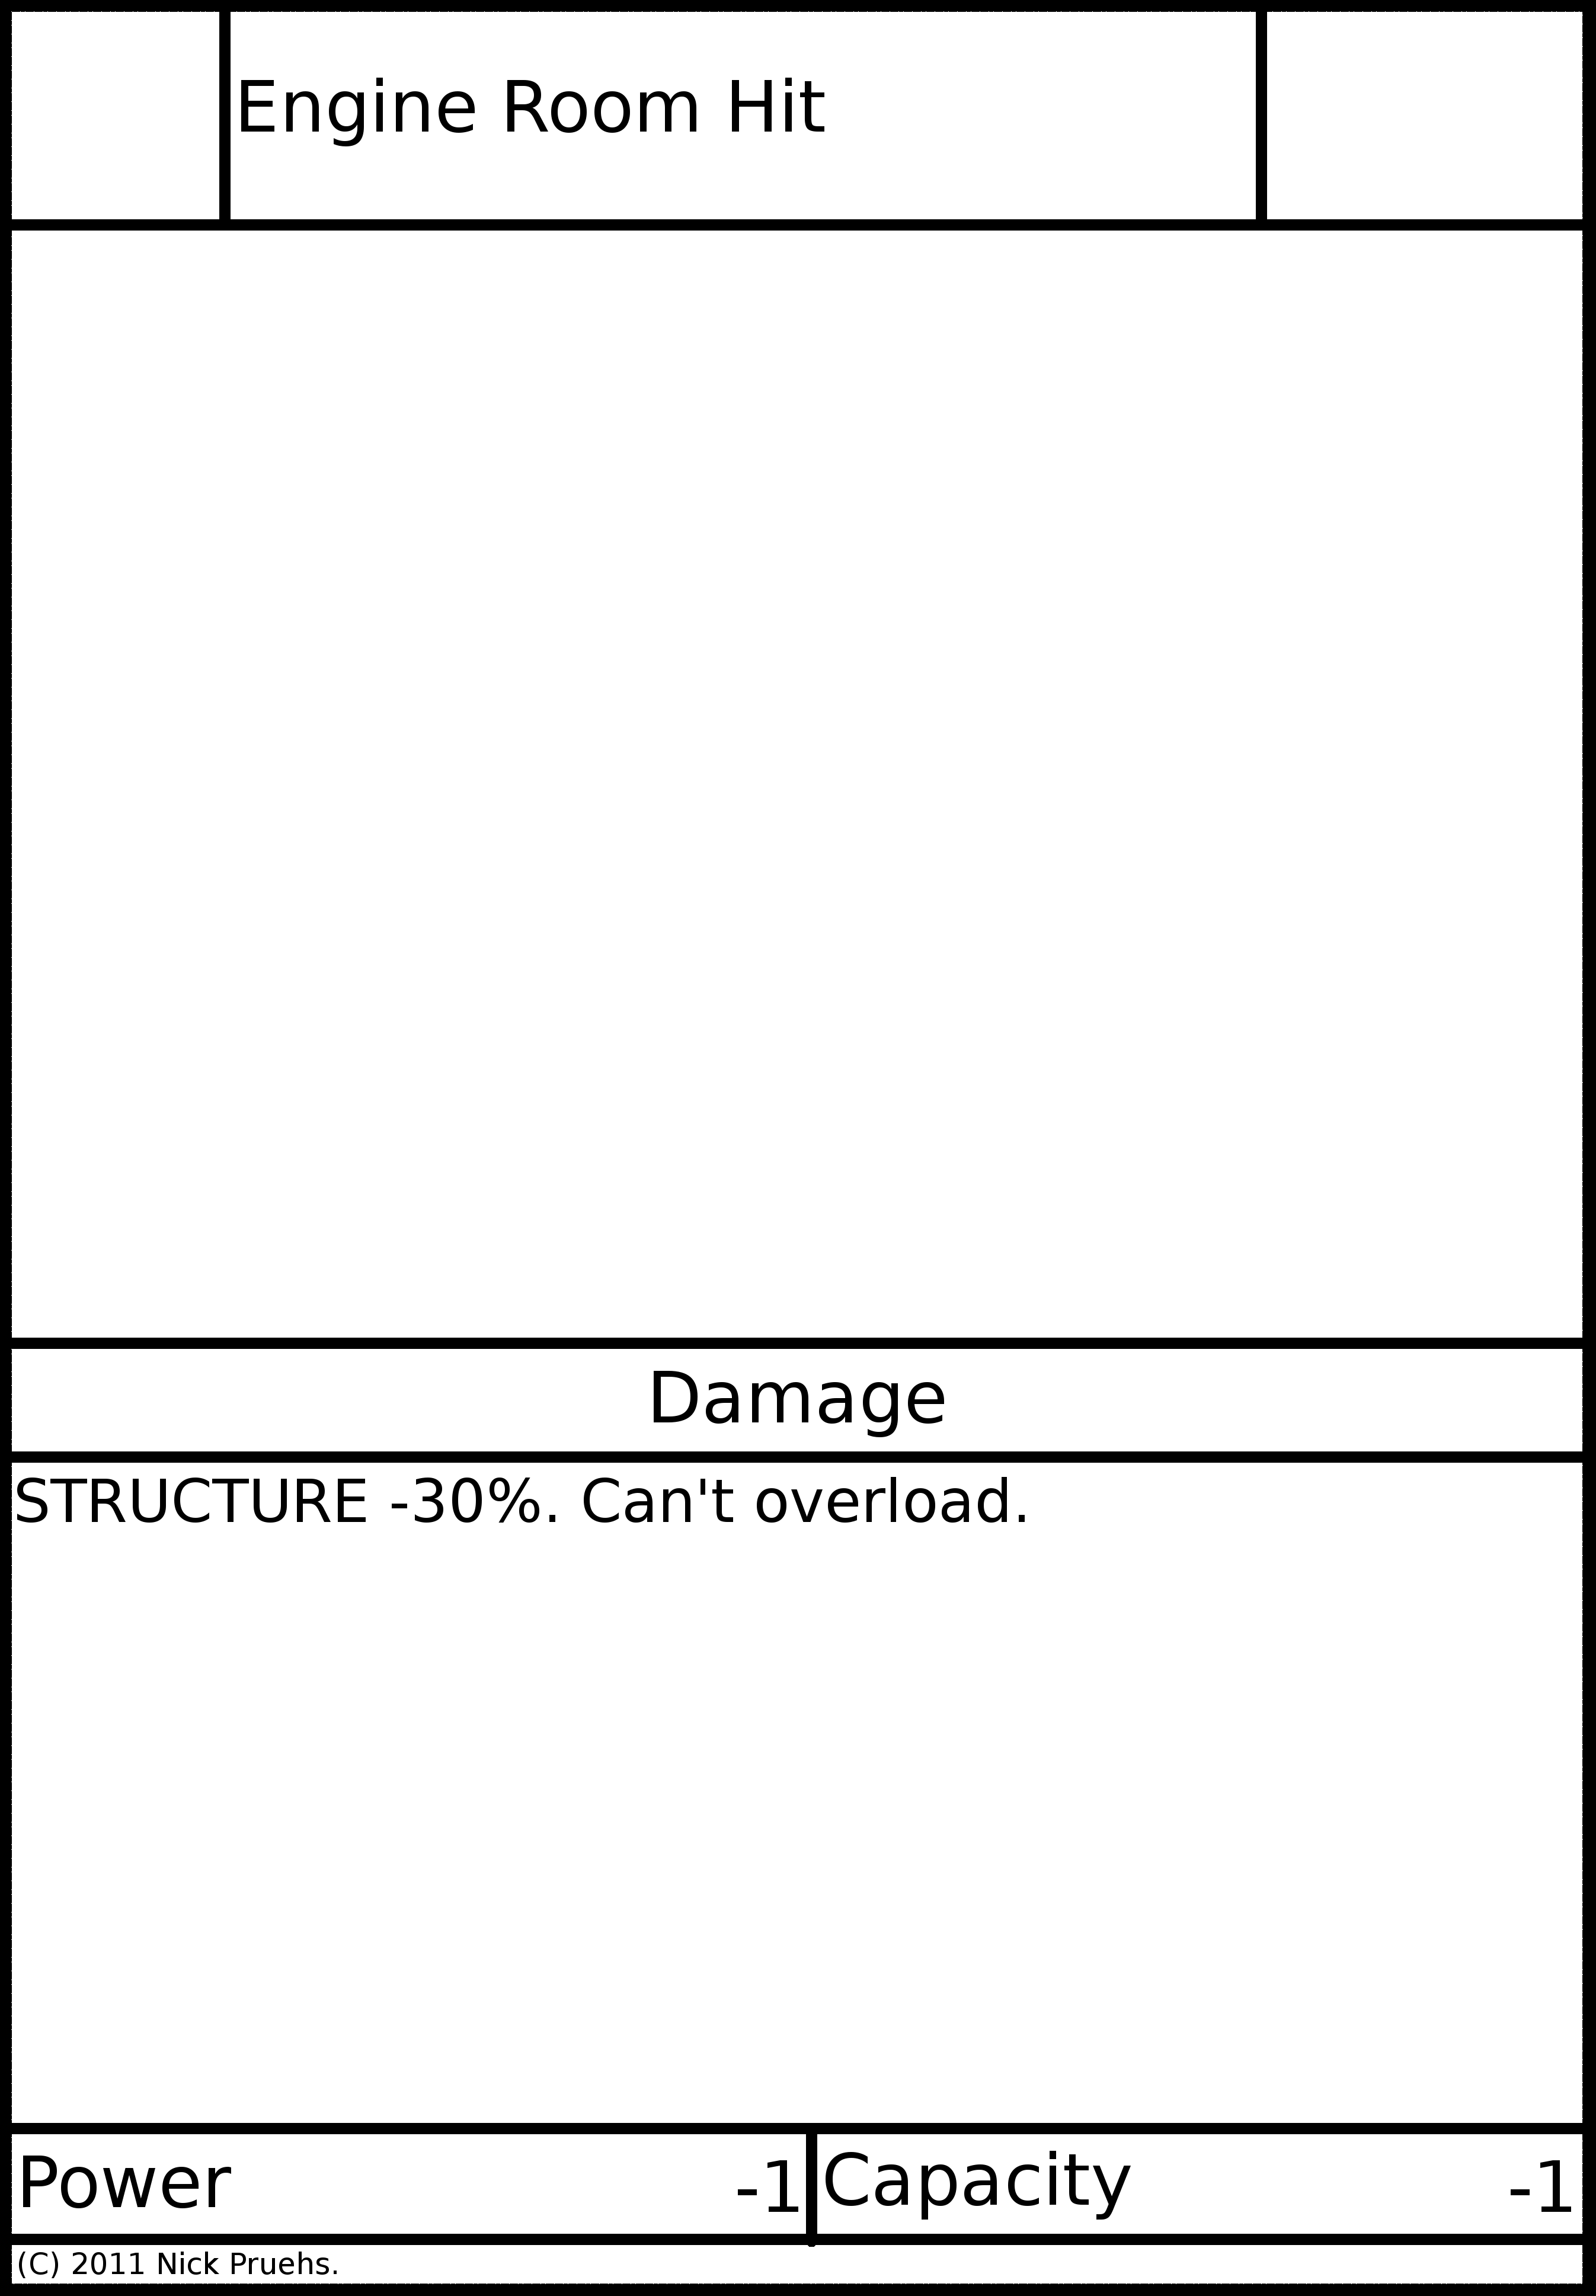 Engine Room Hit
Damage
STRUCTURE -30%. Can't overload.
Power -1 Capacity -1
(C) 2011 Nick Pruehs.